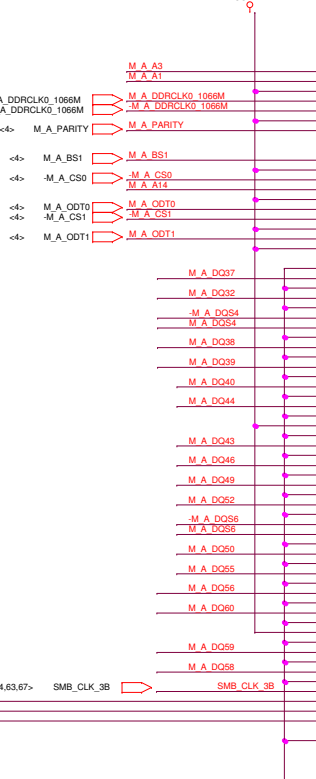 M_A_A3
M_A_A1
A_DDRCLK0_1066M M_A_DDRCLK0_1066M
A_DDRCLK0_1066M -M_A_DDRCLK0_1066M
<4> M_A_PARITY M_A_PARITY
<4> M_A_BS1 M_A_BS1
<4> -M_A_CS0 -M_A_CS0
M_A_A14
<4> M_A_ODT0 M_A_ODT0
<4> -M_A_CS1 -M_A_CS1
<4> M_A_ODT1 M_A_ODT1
M_A_DQ37
M_A_DQ32
-M_A_DQS4
M_A_DQS4
M_A_DQ38
M_A_DQ39
M_A_DQ40
M_A_DQ44
M_A_DQ43
M_A_DQ46
M_A_DQ49
M_A_DQ52
-M_A_DQS6
M_A_DQS6
M_A_DQ50
M_A_DQ55
M_A_DQ56
M_A_DQ60
M_A_DQ59
M_A_DQ58
4,63,67> SMB_CLK_3B SMB_CLK_3B